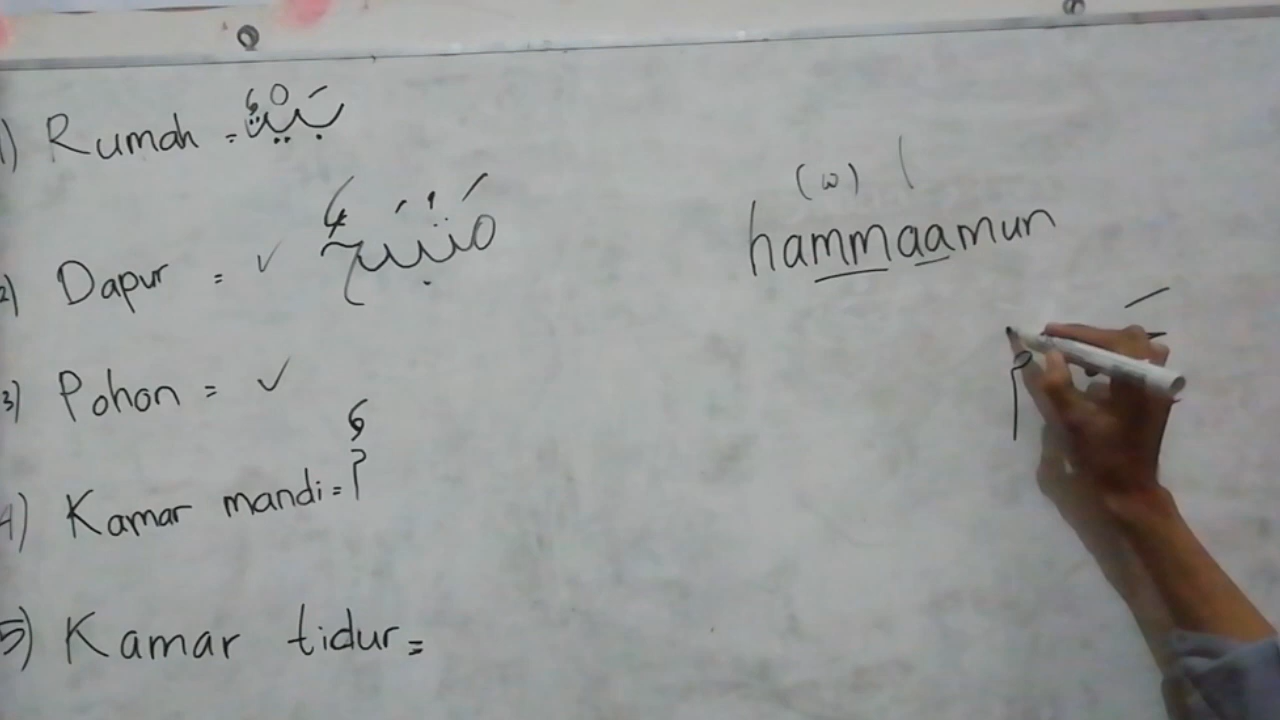 1) Rumah = بَيْتٌ
2) Dapur = ✓ مَتْبَحٌ
3) Pohon = ✓
4) Kamar mandi = مٌ
5) Kamar tidur =
(w) ا
hammaamun
م